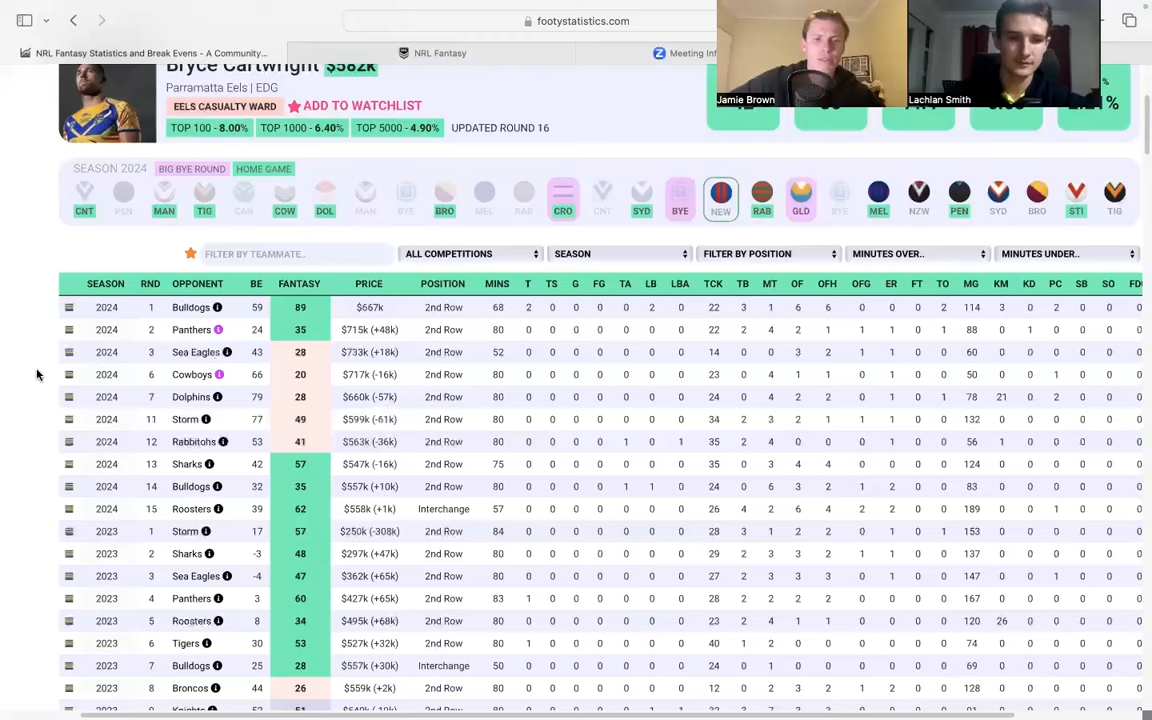 footystatistics.com
NRL Fantasy Statistics and Break Evens - A Community...
NRL Fantasy
Meeting Inf
Jamie Brown
Lachlan Smith
Bryce Cartwright $582k
Parramatta Eels | EDG
EELS CASUALTY WARD ADD TO WATCHLIST
TOP 100 - 8.00% TOP 1000 - 6.40% TOP 5000 - 4.90% UPDATED ROUND 16
SEASON 2024 BIG BYE ROUND HOME GAME
CNT PEN MAN TIG CAN COW DOL MAN BYE BRO MEL RAB CRO CNT SYD BYE NEW RAB GLD BYE MEL NZW PEN SYD BRO STI TIG
FILTER BY TEAMMATE.. ALL COMPETITIONS SEASON FILTER BY POSITION MINUTES OVER.. MINUTES UNDER..
SEASON RND OPPONENT BE FANTASY PRICE POSITION MINS T TS G FG TA LB LBA TCK TB MT OF OFH OFG ER FT TO MG KM KD PC SB SO FD
2024 1 Bulldogs 59 89 $667k 2nd Row 68 2 0 0 0 0 2 0 22 3 1 6 6 0 0 0 2 114 3 0 2 0 0 0
2024 2 Panthers 24 35 $715k (+48k) 2nd Row 80 0 0 0 0 0 0 0 22 2 4 2 1 1 1 0 1 88 0 1 0 0 0 0
2024 3 Sea Eagles 43 28 $733k (+18k) 2nd Row 52 0 0 0 0 0 0 0 14 0 0 3 2 1 1 0 0 60 0 0 0 0 0 0
2024 6 Cowboys 66 20 $717k (-16k) 2nd Row 80 0 0 0 0 0 0 0 23 0 4 1 1 0 1 0 0 50 0 0 1 0 0 0
2024 7 Dolphins 79 28 $660k (-57k) 2nd Row 80 0 0 0 0 0 0 0 24 0 4 2 2 0 1 0 1 78 21 0 2 0 0 0
2024 11 Storm 77 49 $599k (-61k) 2nd Row 80 0 0 0 0 0 0 0 34 2 3 2 1 1 1 0 0 132 0 0 0 0 0 0
2024 12 Rabbitohs 53 41 $563k (-36k) 2nd Row 80 0 0 0 0 1 0 1 35 2 4 0 0 0 1 0 0 56 1 0 0 0 0 0
2024 13 Sharks 42 57 $547k (-16k) 2nd Row 75 0 0 0 0 0 0 0 35 0 3 4 4 0 0 0 0 124 0 0 0 0 0 0
2024 14 Bulldogs 32 35 $557k (+10k) 2nd Row 80 0 0 0 0 1 1 0 24 0 6 3 2 1 2 0 0 83 0 0 0 0 0 0
2024 15 Roosters 39 62 $558k (+1k) Interchange 57 0 0 0 0 0 0 0 26 4 2 6 4 2 2 0 0 189 0 0 1 0 0 0
2023 1 Storm 17 57 $250k (-308k) 2nd Row 84 0 0 0 0 0 0 0 28 3 1 2 2 0 0 0 1 153 0 0 0 0 0 0
2023 2 Sharks -3 48 $297k (+47k) 2nd Row 80 0 0 0 0 0 0 0 29 2 3 3 3 0 0 0 0 137 0 0 0 0 0 0
2023 3 Sea Eagles -4 47 $362k (+65k) 2nd Row 80 0 0 0 0 0 0 0 27 2 3 3 3 0 1 0 0 147 0 0 1 0 0 0
2023 4 Panthers 3 60 $427k (+65k) 2nd Row 83 1 0 0 0 0 0 0 28 2 2 2 2 0 0 0 0 167 0 0 0 0 0 0
2023 5 Roosters 8 34 $495k (+68k) 2nd Row 80 0 0 0 0 0 0 0 23 2 4 1 1 0 0 0 0 120 26 0 0 0 0 0
2023 6 Tigers 30 53 $527k (+32k) 2nd Row 80 1 0 0 0 0 0 0 40 1 2 0 0 0 0 0 0 74 0 0 0 0 0 0
2023 7 Bulldogs 25 28 $557k (+30k) Interchange 50 0 0 0 0 0 0 0 24 0 1 0 0 0 0 0 0 69 0 0 0 0 0 0
2023 8 Broncos 44 26 $559k (+2k) 2nd Row 80 0 0 0 0 0 0 0 12 0 2 3 2 1 2 0 0 128 0 0 0 0 0 0